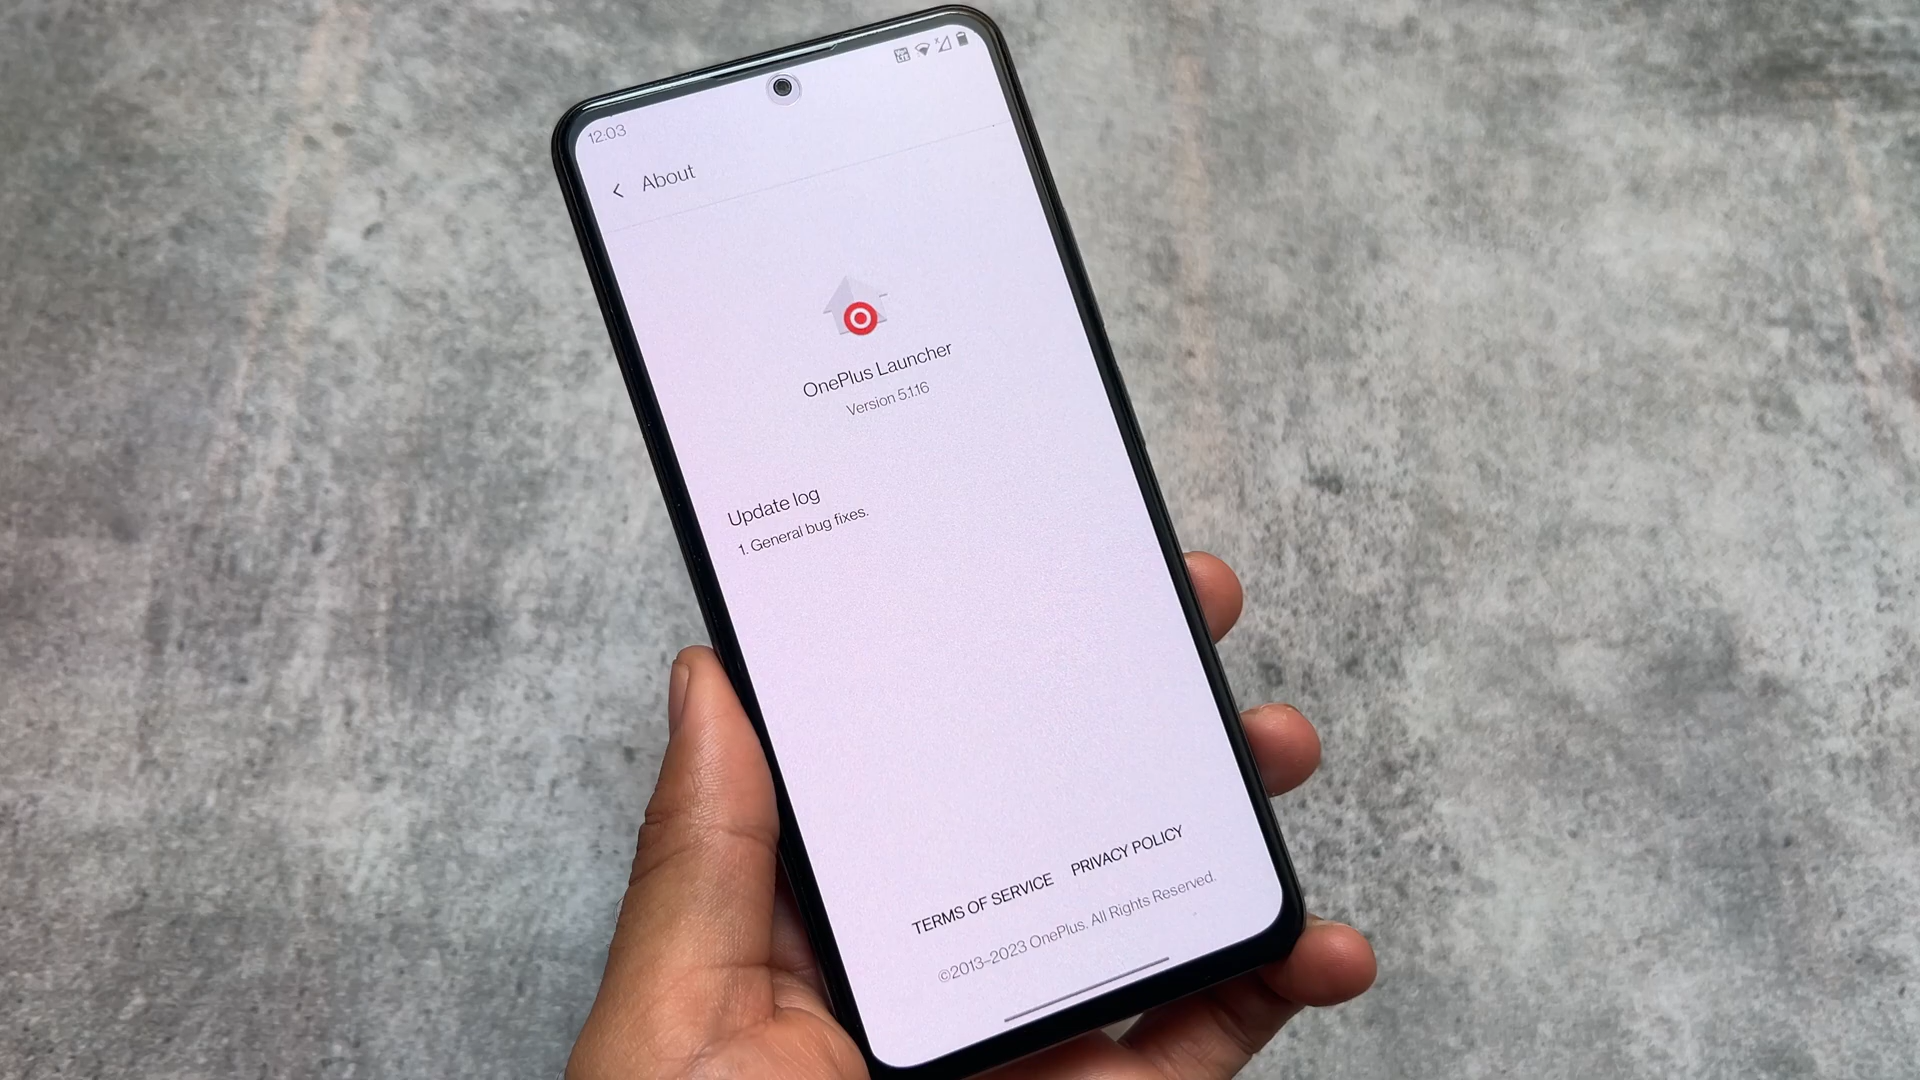 12:03
About
OnePlus Launcher
Version 5.1.16
Update log
1. General bug fixes.
TERMS OF SERVICE PRIVACY POLICY
©2013–2023 OnePlus. All Rights Reserved.